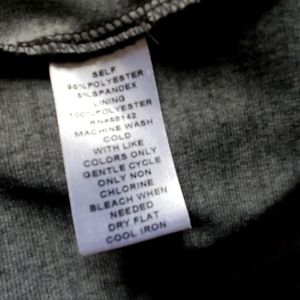 SELF
95%POLYESTER
5%SPANDEX
LINING
100%POLYESTER
RN#88142
MACHINE WASH
COLD
WITH LIKE
COLORS ONLY
GENTLE CYCLE
ONLY NON
CHLORINE
BLEACH WHEN
NEEDED
DRY FLAT
COOL IRON